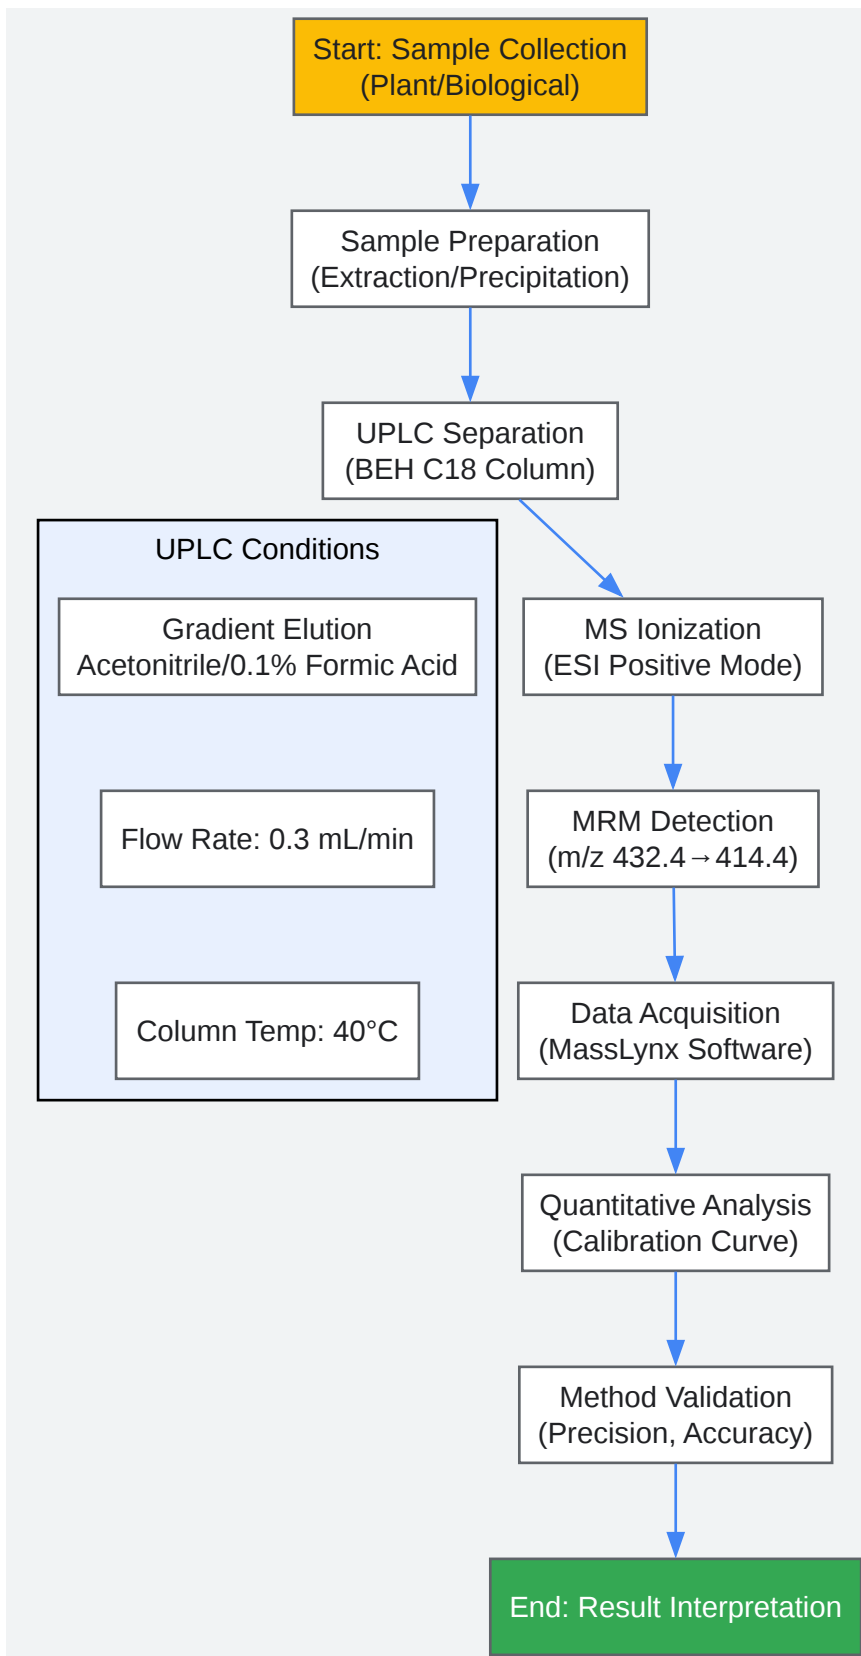 Start: Sample Collection
(Plant/Biological)
Sample Preparation
(Extraction/Precipitation)
UPLC Separation
(BEH C18 Column)
UPLC Conditions
Gradient Elution
Acetonitrile/0.1% Formic Acid
Flow Rate: 0.3 mL/min
Column Temp: 40°C
MS Ionization
(ESI Positive Mode)
MRM Detection
(m/z 432.4→414.4)
Data Acquisition
(MassLynx Software)
Quantitative Analysis
(Calibration Curve)
Method Validation
(Precision, Accuracy)
End: Result Interpretation